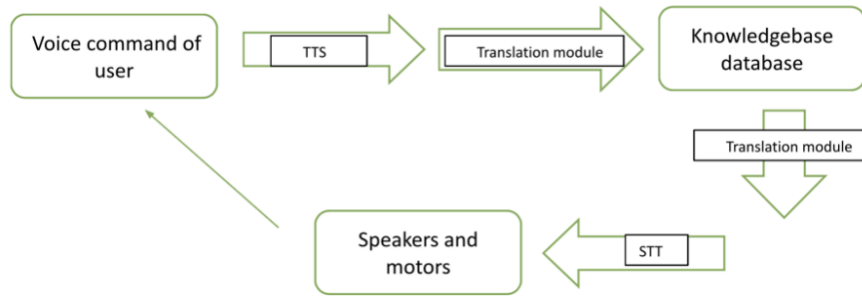 Voice command of
user
TTS
Translation module
Knowledgebase
database
Translation module
STT
Speakers and
motors